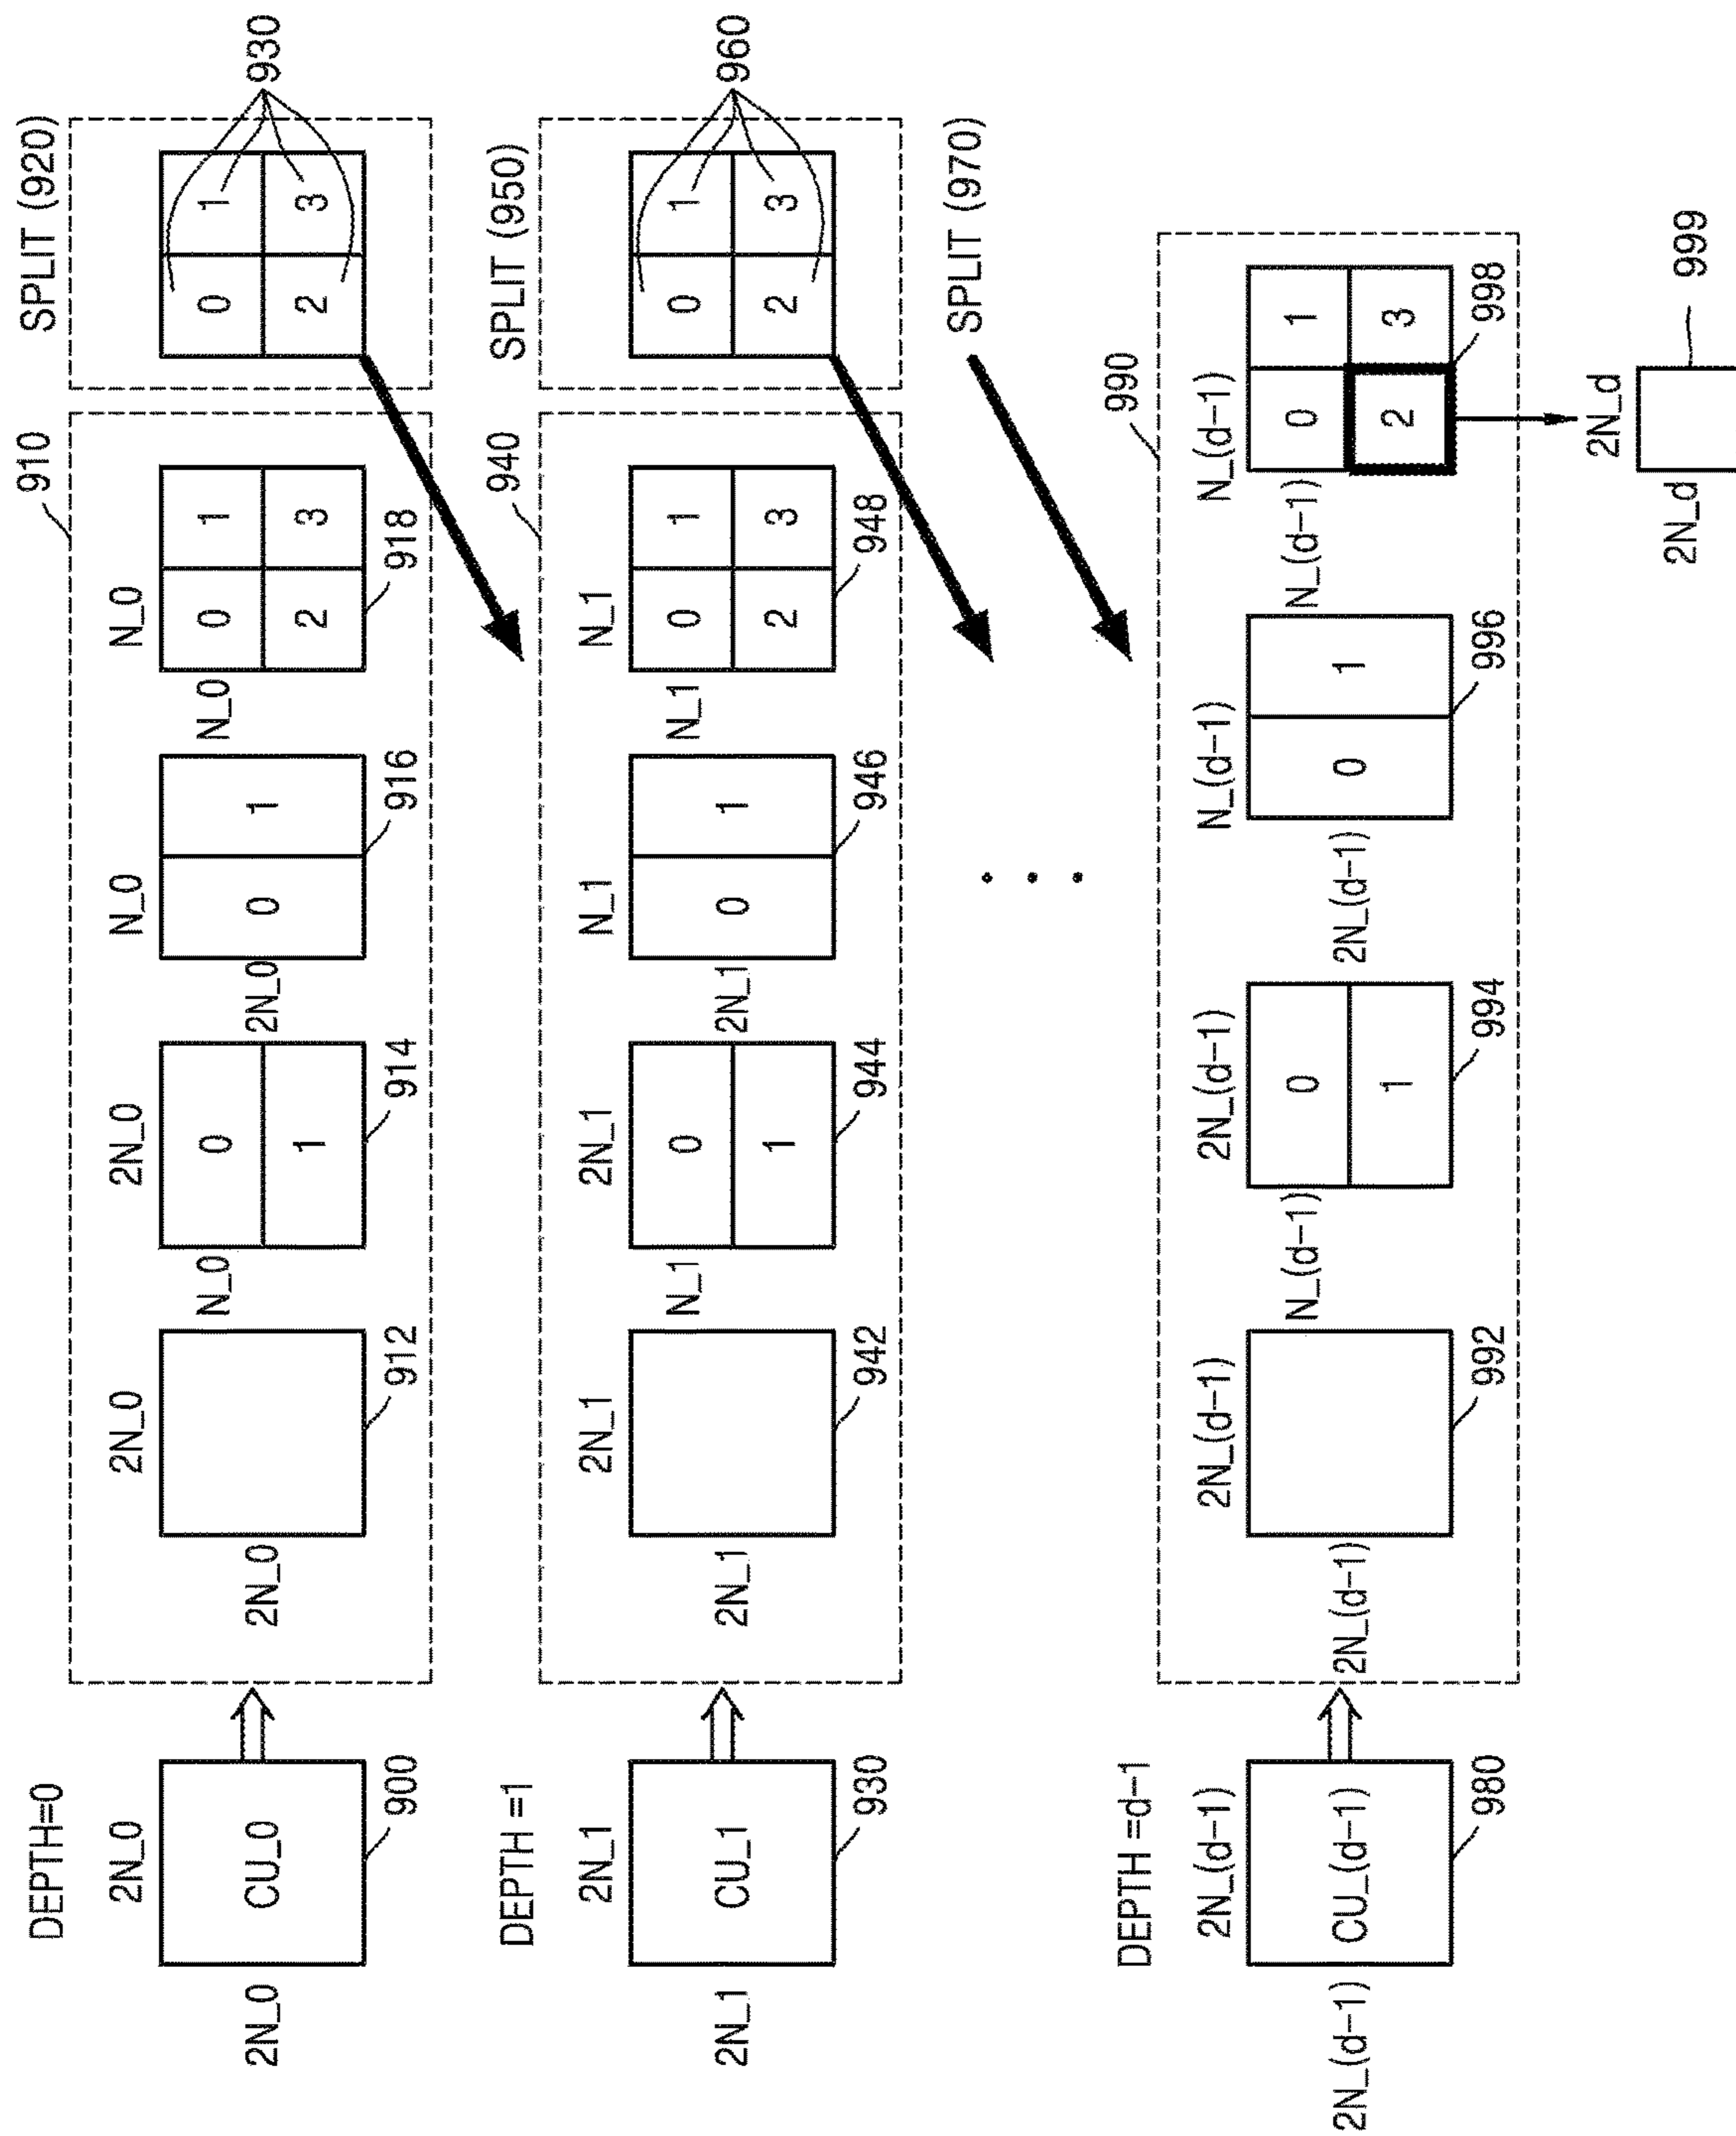 DEPTH=0
2N_0
2N_0
CU_0
900
910
2N_0
2N_0
912
2N_0
N_0
0
1
914
N_0
2N_0
0 1
916
N_0
N_0
0 1
2 3
918
SPLIT (920)
0 1
2 3
930
DEPTH =1
2N_1
2N_1
CU_1
930
940
2N_1
2N_1
942
2N_1
N_1
0
1
944
N_1
2N_1
0 1
946
N_1
N_1
0 1
2 3
948
SPLIT (950)
0 1
2 3
960
SPLIT (970)
DEPTH =d-1
2N_(d-1)
2N_(d-1)
CU_(d-1)
980
990
2N_(d-1)
2N_(d-1)
992
2N_(d-1)
N_(d-1)
0
1
994
N_(d-1)
2N_(d-1)
0 1
996
N_(d-1)
N_(d-1)
0 1
2 3
998
2N_d
2N_d
999